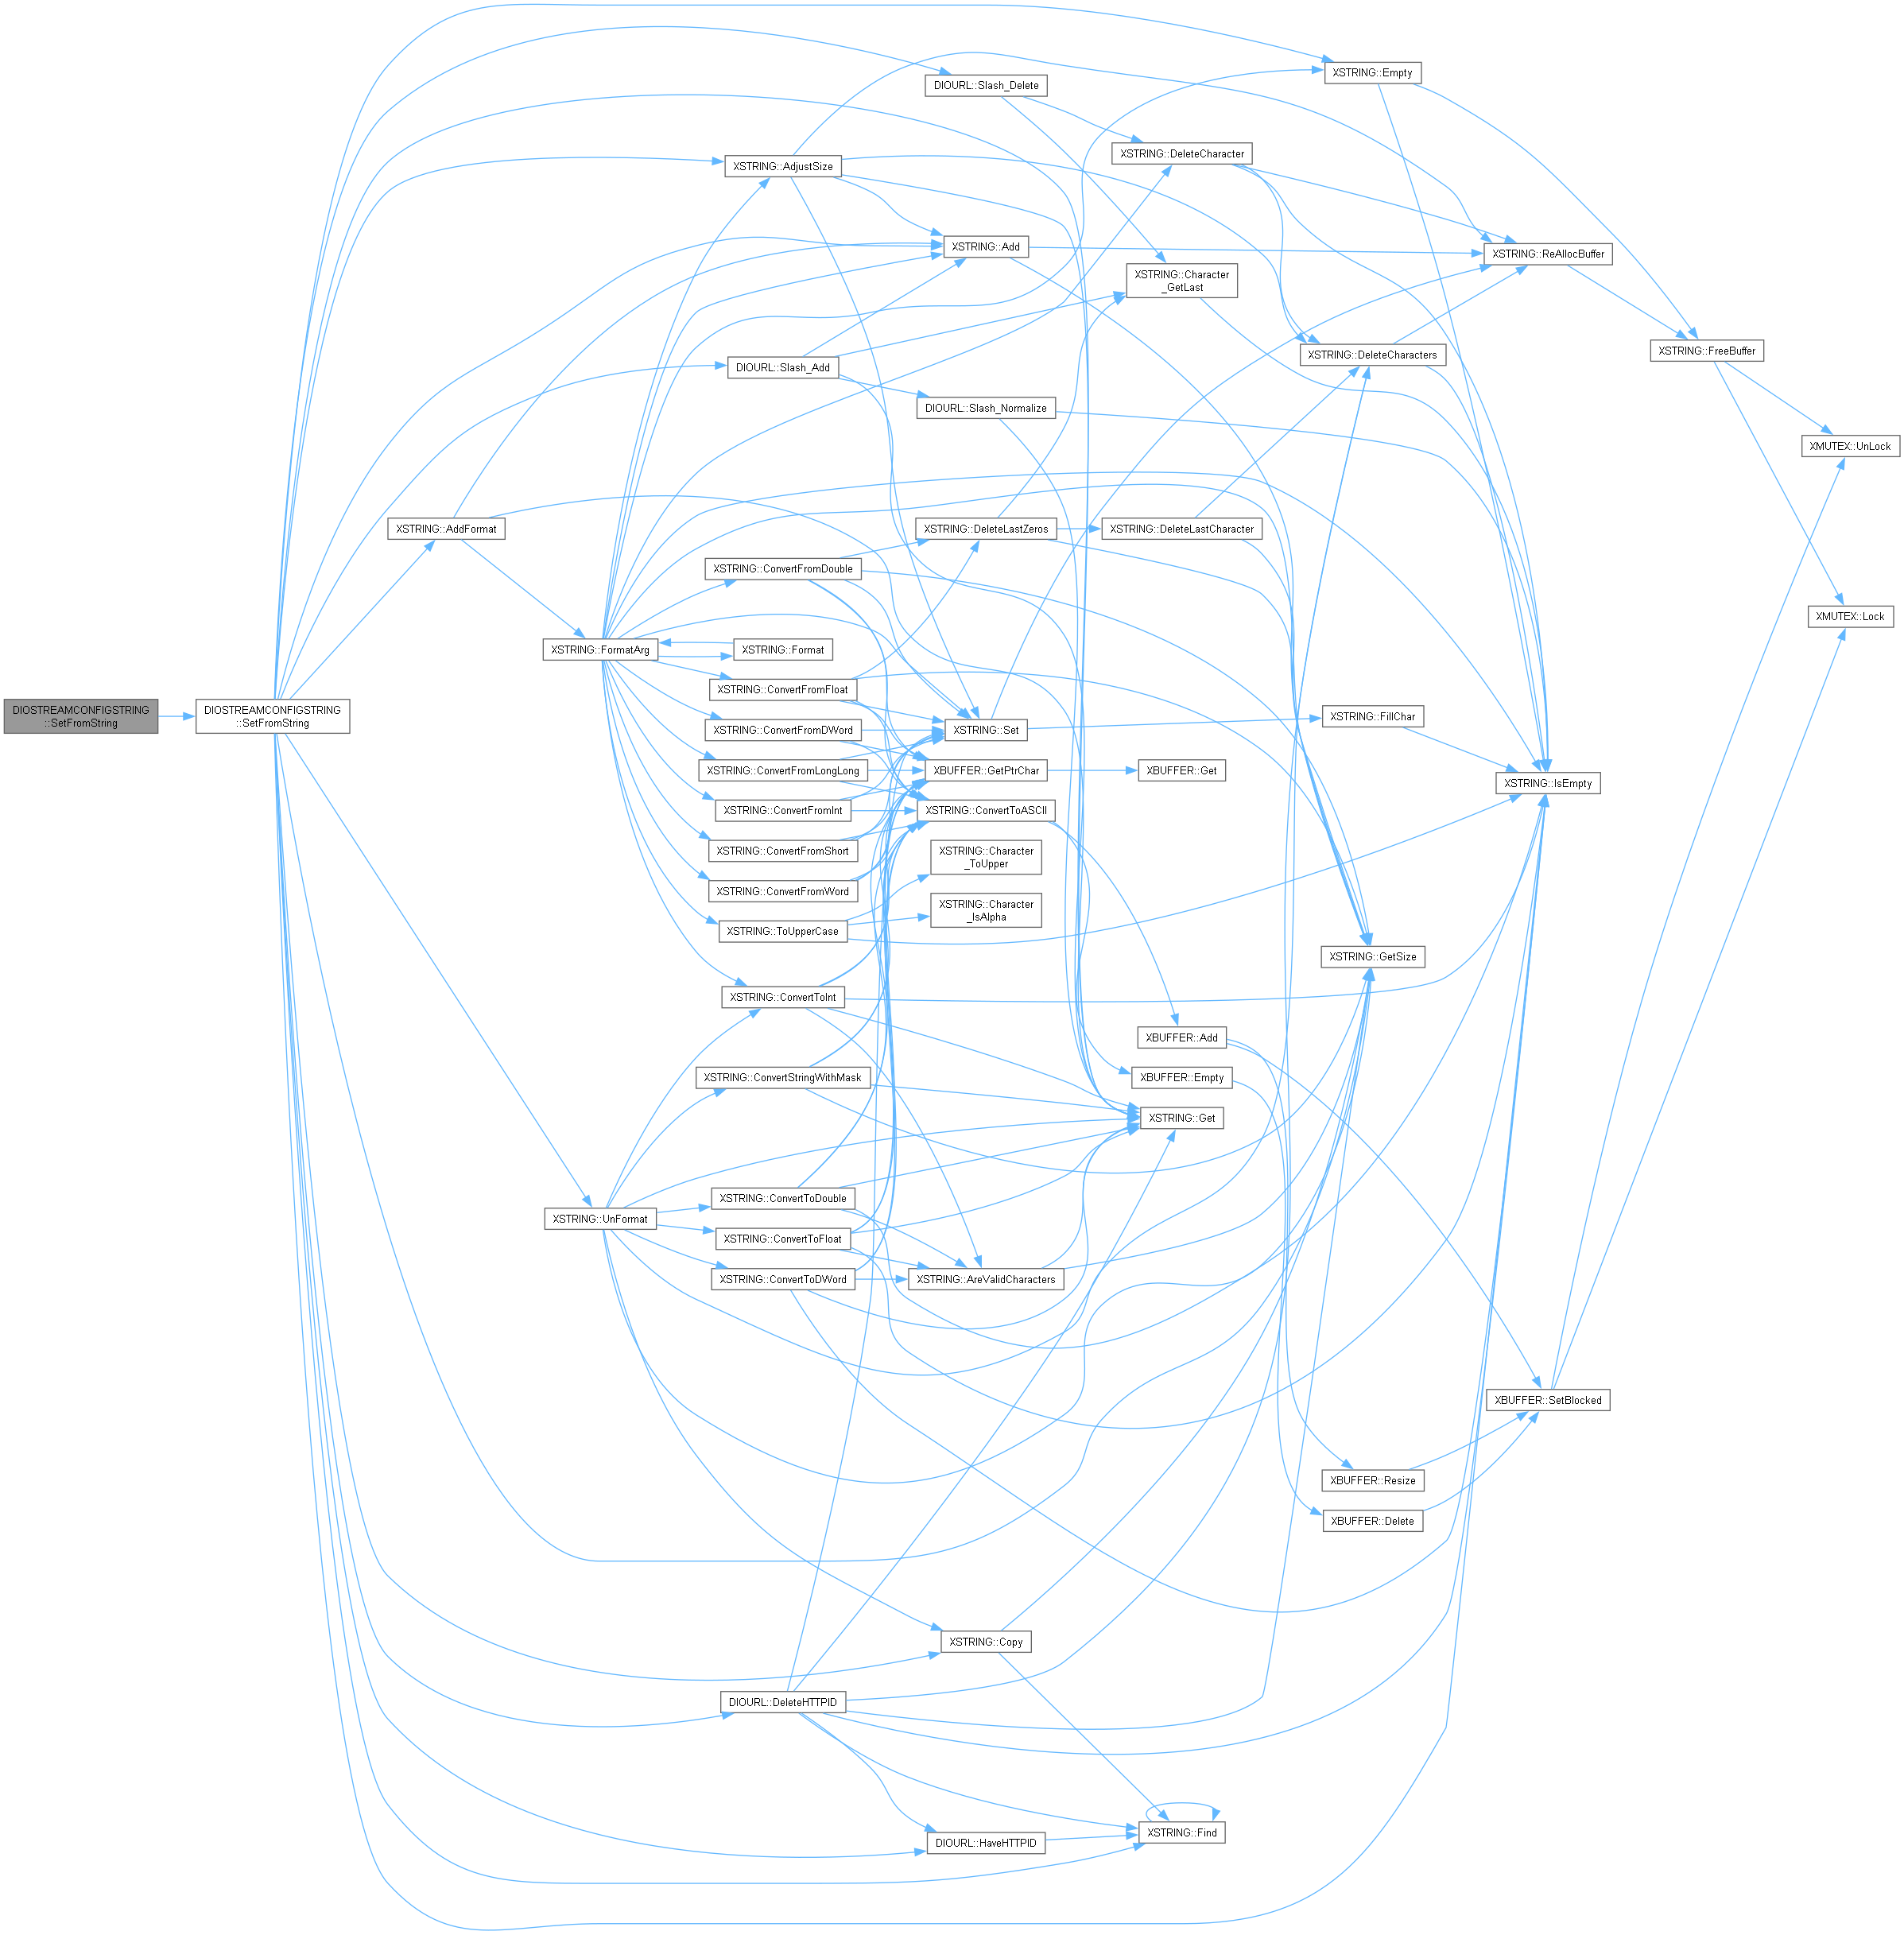 DIOSTREAMCONFIGSTRING
::SetFromString
DIOSTREAMCONFIGSTRING
::SetFromString
XSTRING::AddFormat
XSTRING::FormatArg
XSTRING::UnFormat
XSTRING::AdjustSize
DIOURL::Slash_Add
XSTRING::ConvertFromDouble
XSTRING::Format
XSTRING::ConvertFromFloat
XSTRING::ConvertFromDWord
XSTRING::ConvertFromLongLong
XSTRING::ConvertFromInt
XSTRING::ConvertFromShort
XSTRING::ConvertFromWord
XSTRING::ToUpperCase
XSTRING::ConvertToInt
XSTRING::ConvertStringWithMask
XSTRING::ConvertToDouble
XSTRING::ConvertToFloat
XSTRING::ConvertToDWord
DIOURL::DeleteHTTPID
DIOURL::Slash_Delete
XSTRING::Add
DIOURL::Slash_Normalize
XSTRING::DeleteLastZeros
XSTRING::Set
XBUFFER::GetPtrChar
XSTRING::ConvertToASCII
XSTRING::Character
_ToUpper
XSTRING::Character
_IsAlpha
XSTRING::AreValidCharacters
XSTRING::Copy
DIOURL::HaveHTTPID
XSTRING::DeleteCharacter
XSTRING::Character
_GetLast
XSTRING::DeleteLastCharacter
XBUFFER::Get
XBUFFER::Add
XBUFFER::Empty
XSTRING::Get
XSTRING::Find
XSTRING::Empty
XSTRING::DeleteCharacters
XSTRING::FillChar
XSTRING::GetSize
XBUFFER::Resize
XBUFFER::Delete
XSTRING::ReAllocBuffer
XSTRING::IsEmpty
XBUFFER::SetBlocked
XSTRING::FreeBuffer
XMUTEX::UnLock
XMUTEX::Lock